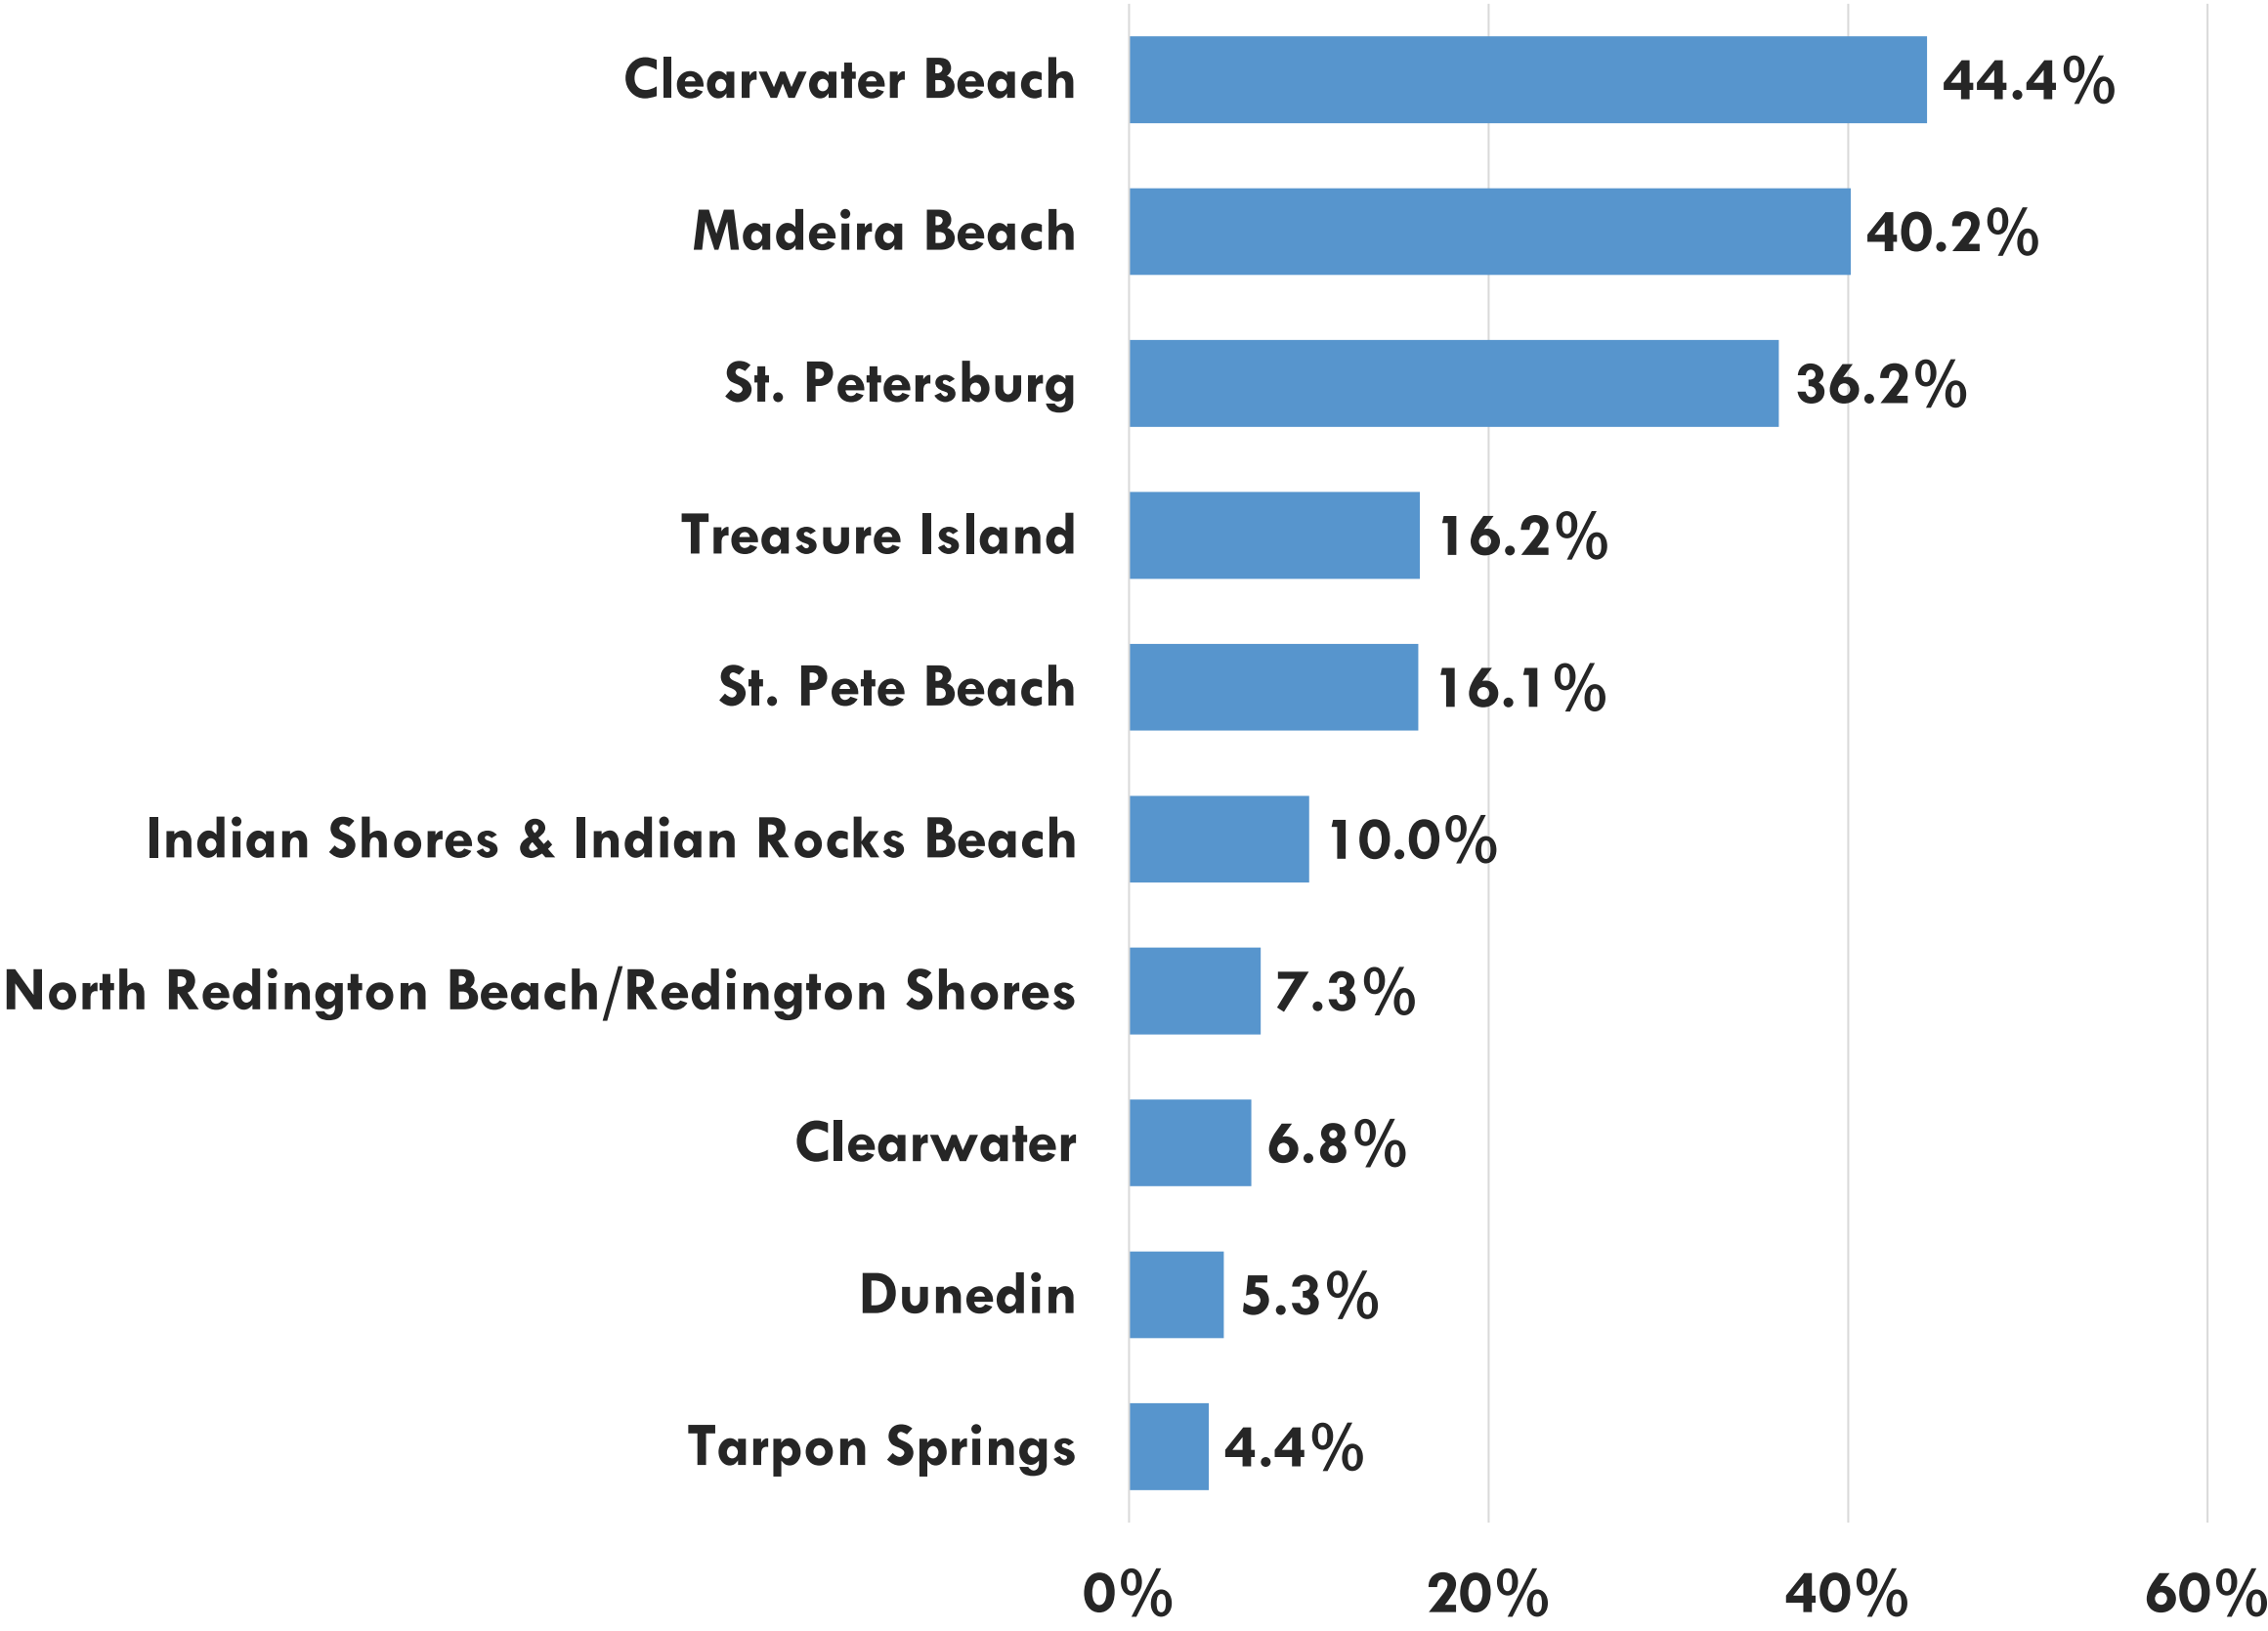 Clearwater Beach 44.4%
Madeira Beach 40.2%
St. Petersburg 36.2%
Treasure Island 16.2%
St. Pete Beach 16.1%
Indian Shores & Indian Rocks Beach 10.0%
North Redington Beach/Redington Shores 7.3%
Clearwater 6.8%
Dunedin 5.3%
Tarpon Springs 4.4%
0% 20% 40% 60%